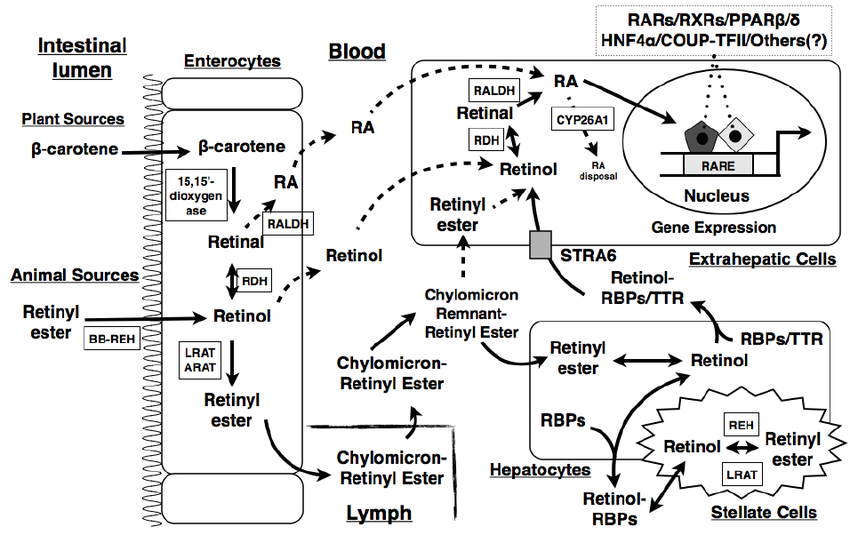 RARs/RXRs/PPARβ/δ
HNF4α/COUP-TFII/Others(?)
Intestinal
lumen
Enterocytes
Blood
Plant Sources
β-carotene
β-carotene
15,15'-
dioxygen
ase
RA
RALDH
Retinal
RDH
Animal Sources
Retinyl
ester
BB-REH
Retinol
LRAT
ARAT
Retinyl
ester
RA
Retinol
Chylomicron-
Retinyl Ester
Chylomicron-
Retinyl Ester
Lymph
RALDH
RA
Retinal
CYP26A1
RDH
RA
disposal
Retinol
Retinyl
ester
RARE
Nucleus
Gene Expression
STRA6
Extrahepatic Cells
Chylomicron
Remnant-
Retinyl Ester
Retinol-
RBPs/TTR
RBPs/TTR
Retinyl
ester
Retinol
RBPs
Hepatocytes
Retinol-
RBPs
REH
Retinol
Retinyl
ester
LRAT
Stellate Cells